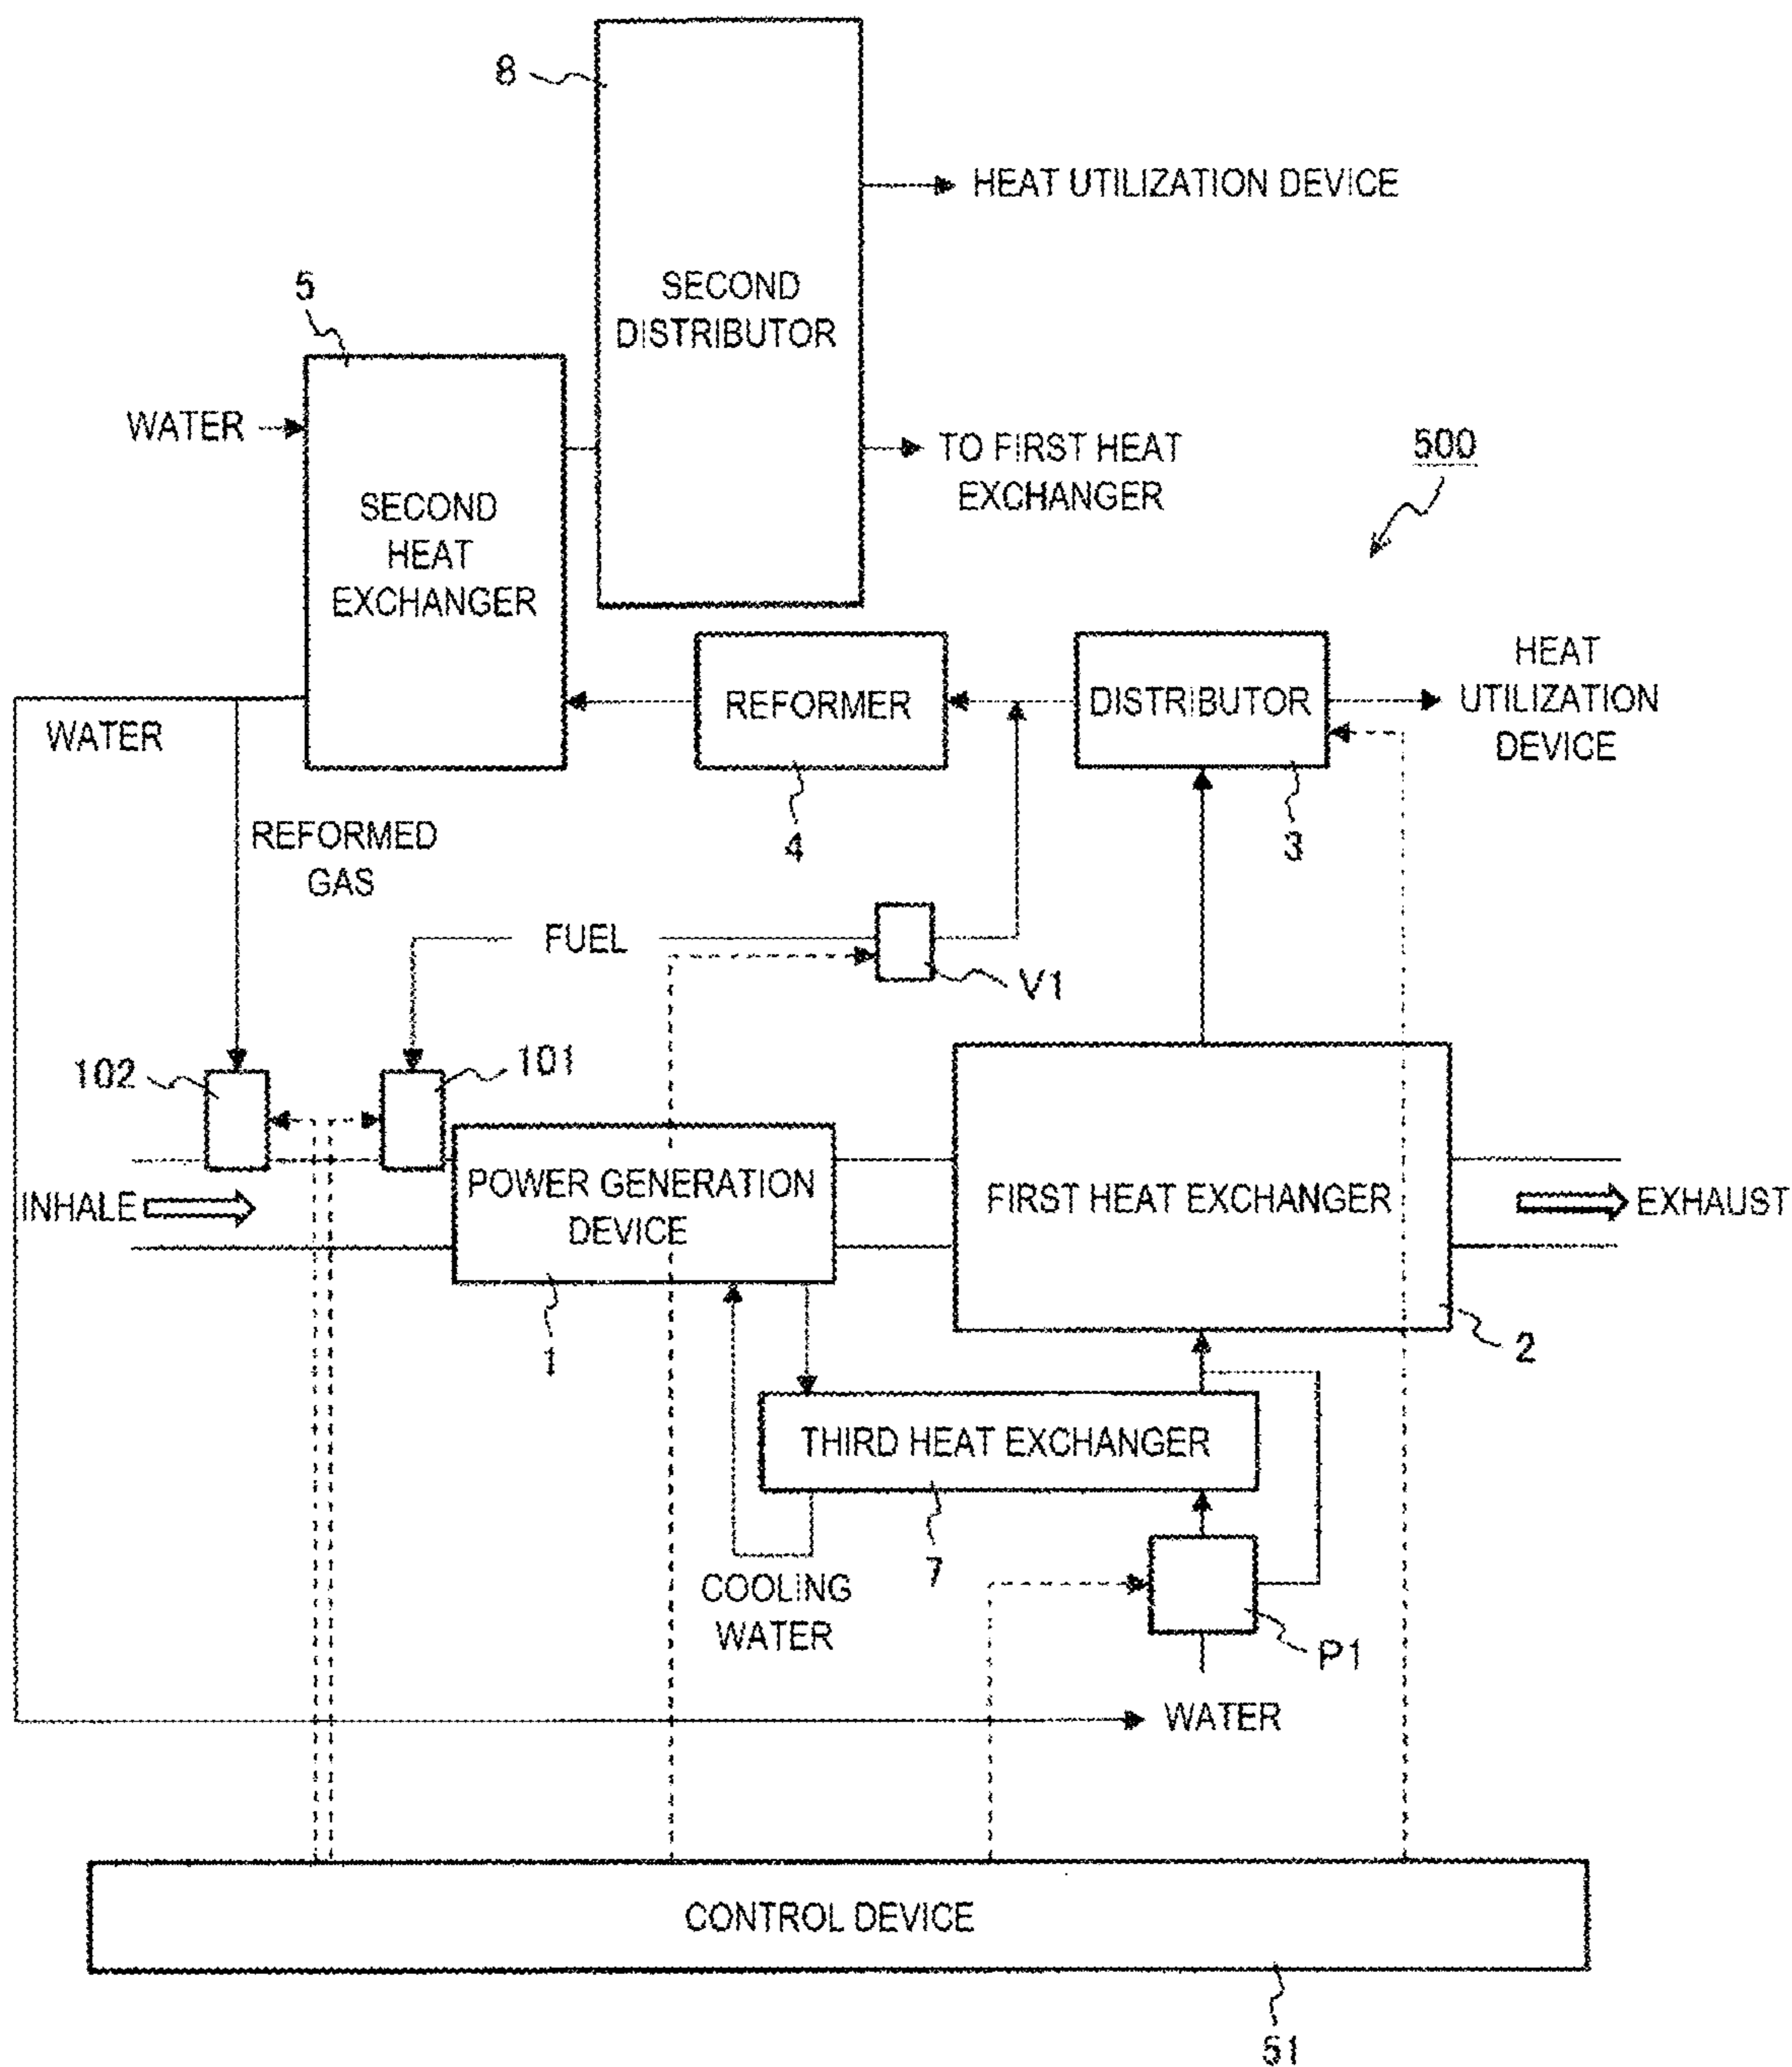 8
HEAT UTILIZATION DEVICE
SECOND
DISTRIBUTOR
5
WATER
TO FIRST HEAT
EXCHANGER
500
SECOND
HEAT
EXCHANGER
REFORMER
DISTRIBUTOR
HEAT
UTILIZATION
DEVICE
WATER
4
3
REFORMED
GAS
FUEL
V1
102
101
POWER GENERATION
DEVICE
FIRST HEAT EXCHANGER
INHALE
EXHAUST
1
2
THIRD HEAT EXCHANGER
7
COOLING
WATER
P1
WATER
CONTROL DEVICE
51